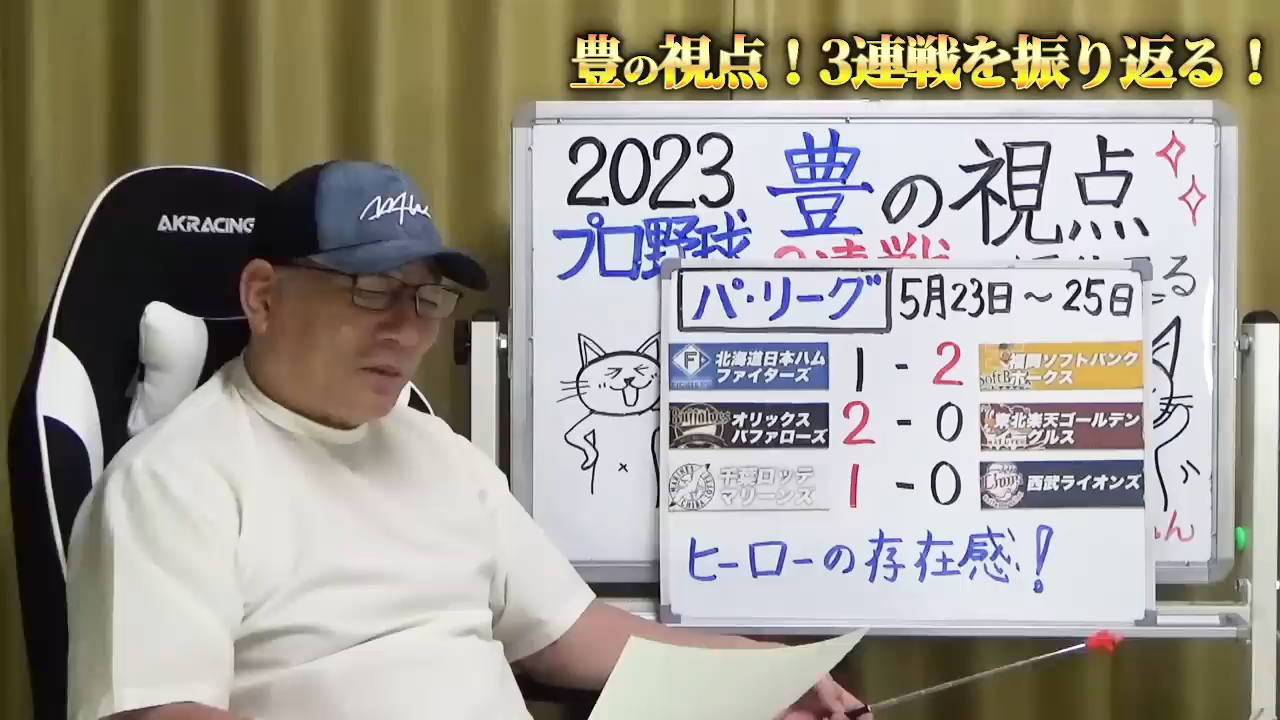 豊の視点！3連戦を振り返る！
AKRACING
2023 豊の視点
プロ野球
パ・リーグ 5月23日～25日
北海道日本ハム
ファイターズ
1 - 2
福岡ソフトバンク
ホークス
オリックス
バファローズ
2 - 0
東北楽天ゴールデン
イーグルス
千葉ロッテ
マリーンズ
1 - 0
西武ライオンズ
ヒーローの存在感！